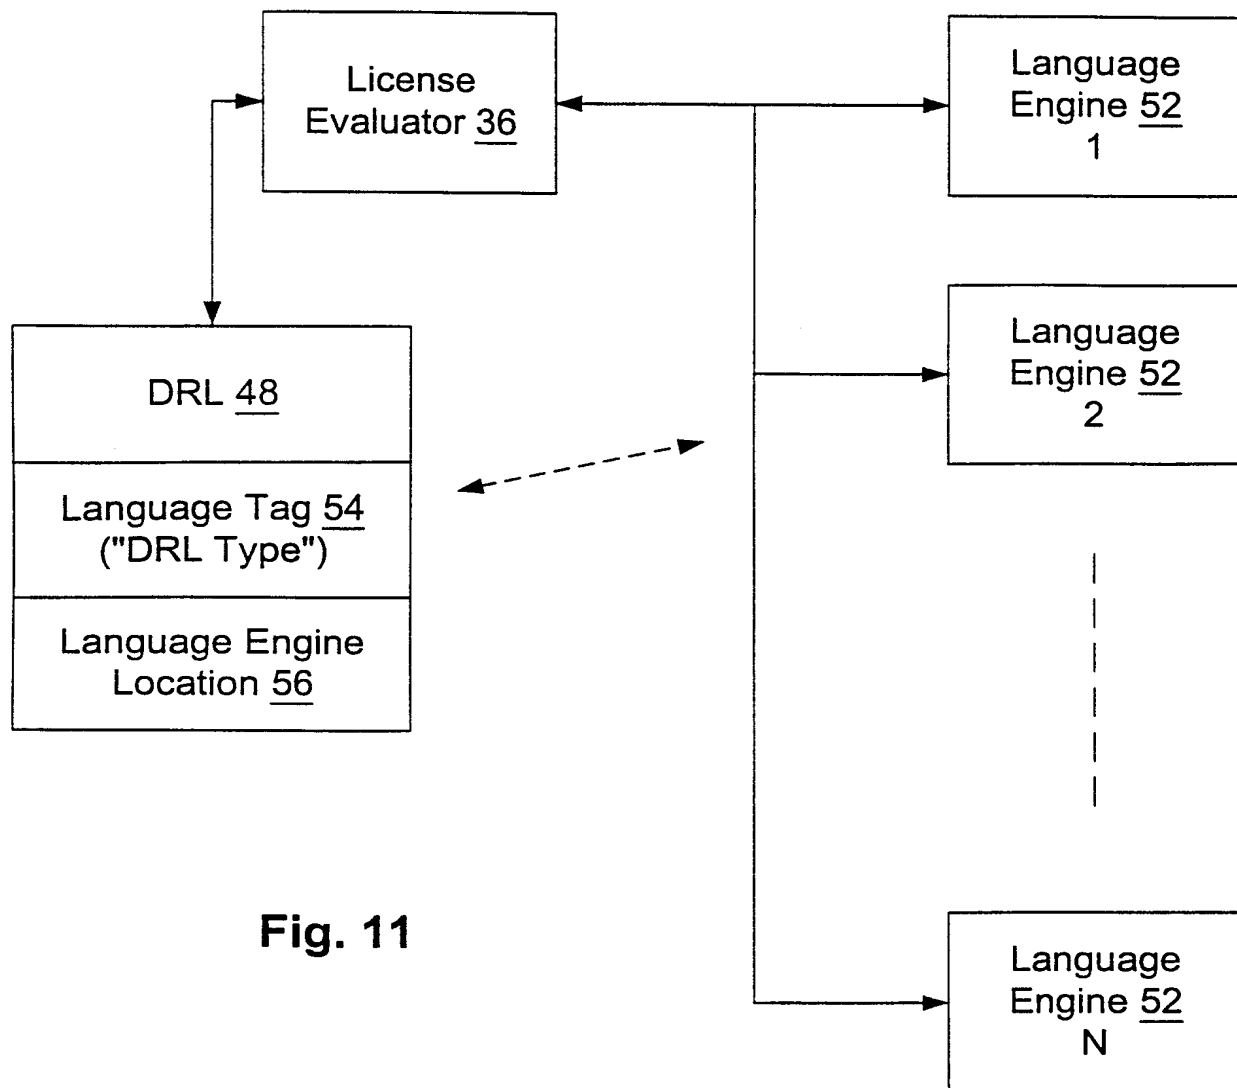 License
Evaluator 36
Language
Engine 52
1
Language
Engine 52
2
DRL 48
Language Tag 54
("DRL Type")
Language Engine
Location 56
Fig. 11
Language
Engine 52
N